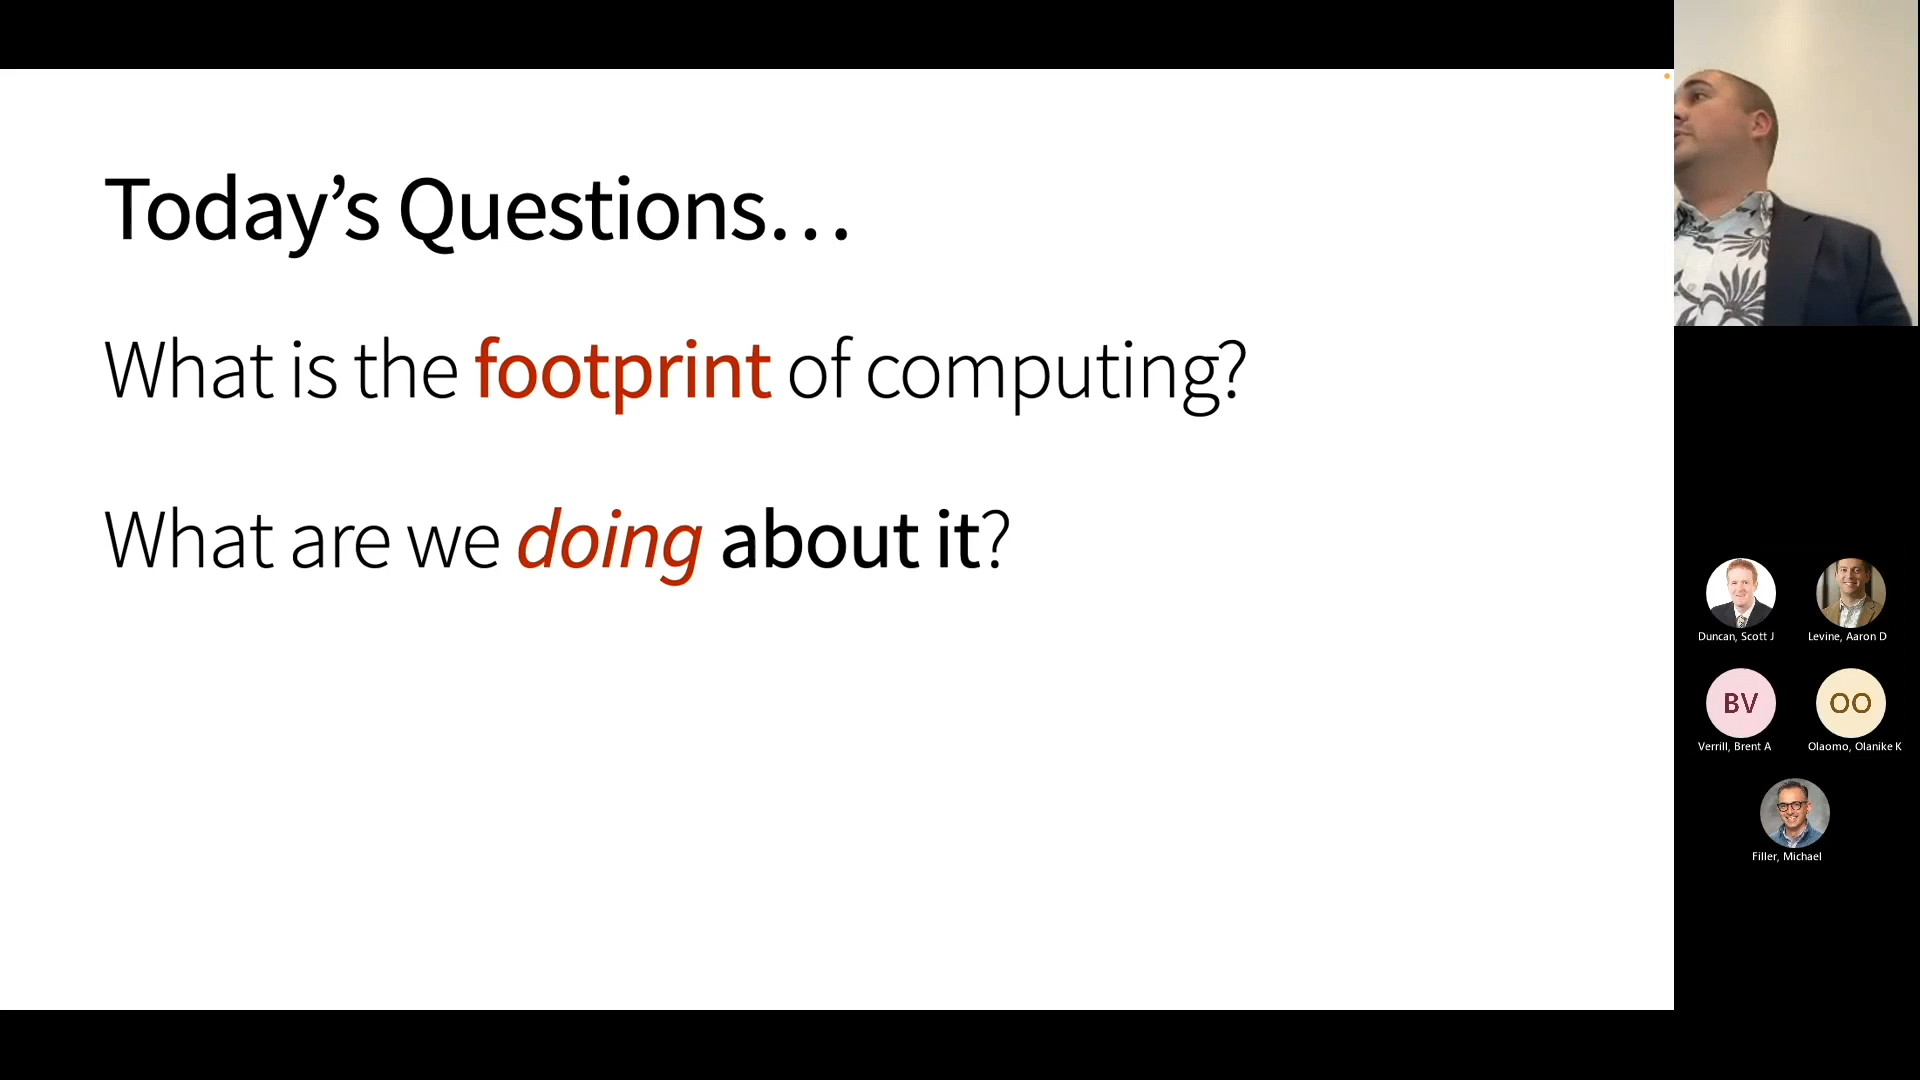 Today’s Questions…
What is the footprint of computing?
What are we doing about it?
Duncan, Scott J
Levine, Aaron D
BV
OO
Verrill, Brent A
Olaomo, Olanike K
Filler, Michael